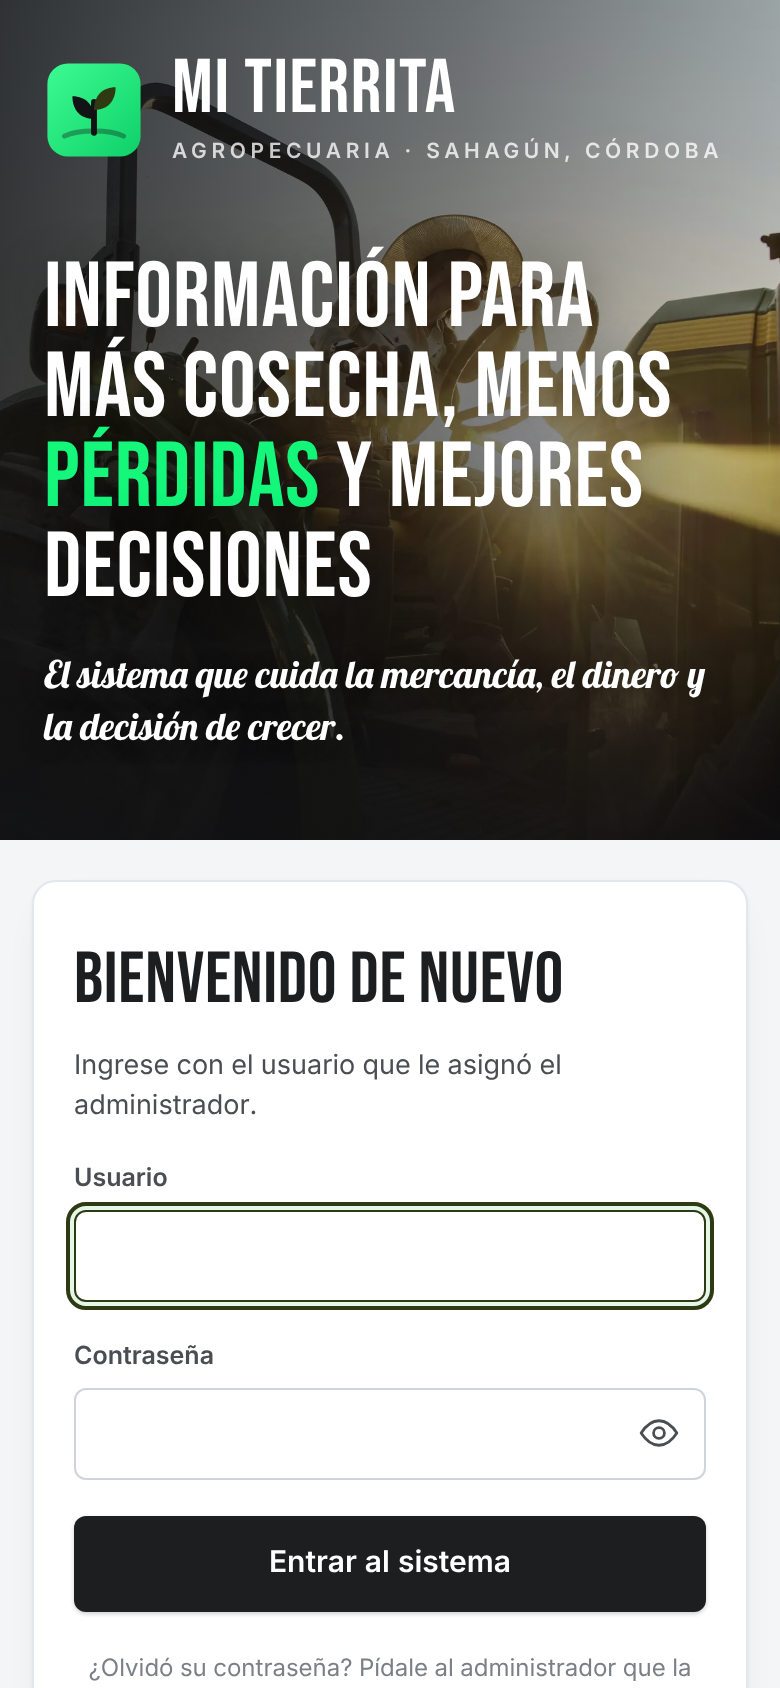 MI TIERRITA
AGROPECUARIA · SAHAGÚN, CÓRDOBA
INFORMACIÓN PARA
MÁS COSECHA, MENOS
PÉRDIDAS Y MEJORES
DECISIONES
El sistema que cuida la mercancía, el dinero y
la decisión de crecer.
BIENVENIDO DE NUEVO
Ingrese con el usuario que le asignó el
administrador.
Usuario
Contraseña
Entrar al sistema
¿Olvidó su contraseña? Pídale al administrador que la